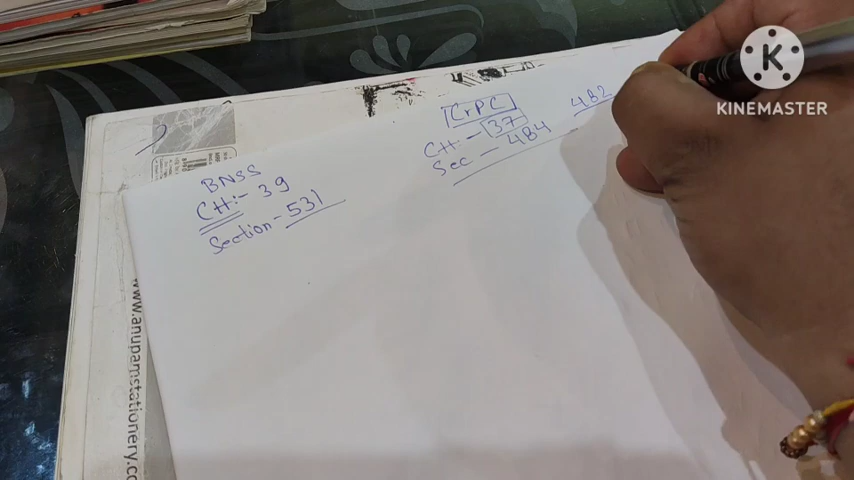 KINEMASTER
CrPC
CH:- 37
Sec - 484
482
BNSS
CH:- 39
Section - 531
www.anupamstationery.co